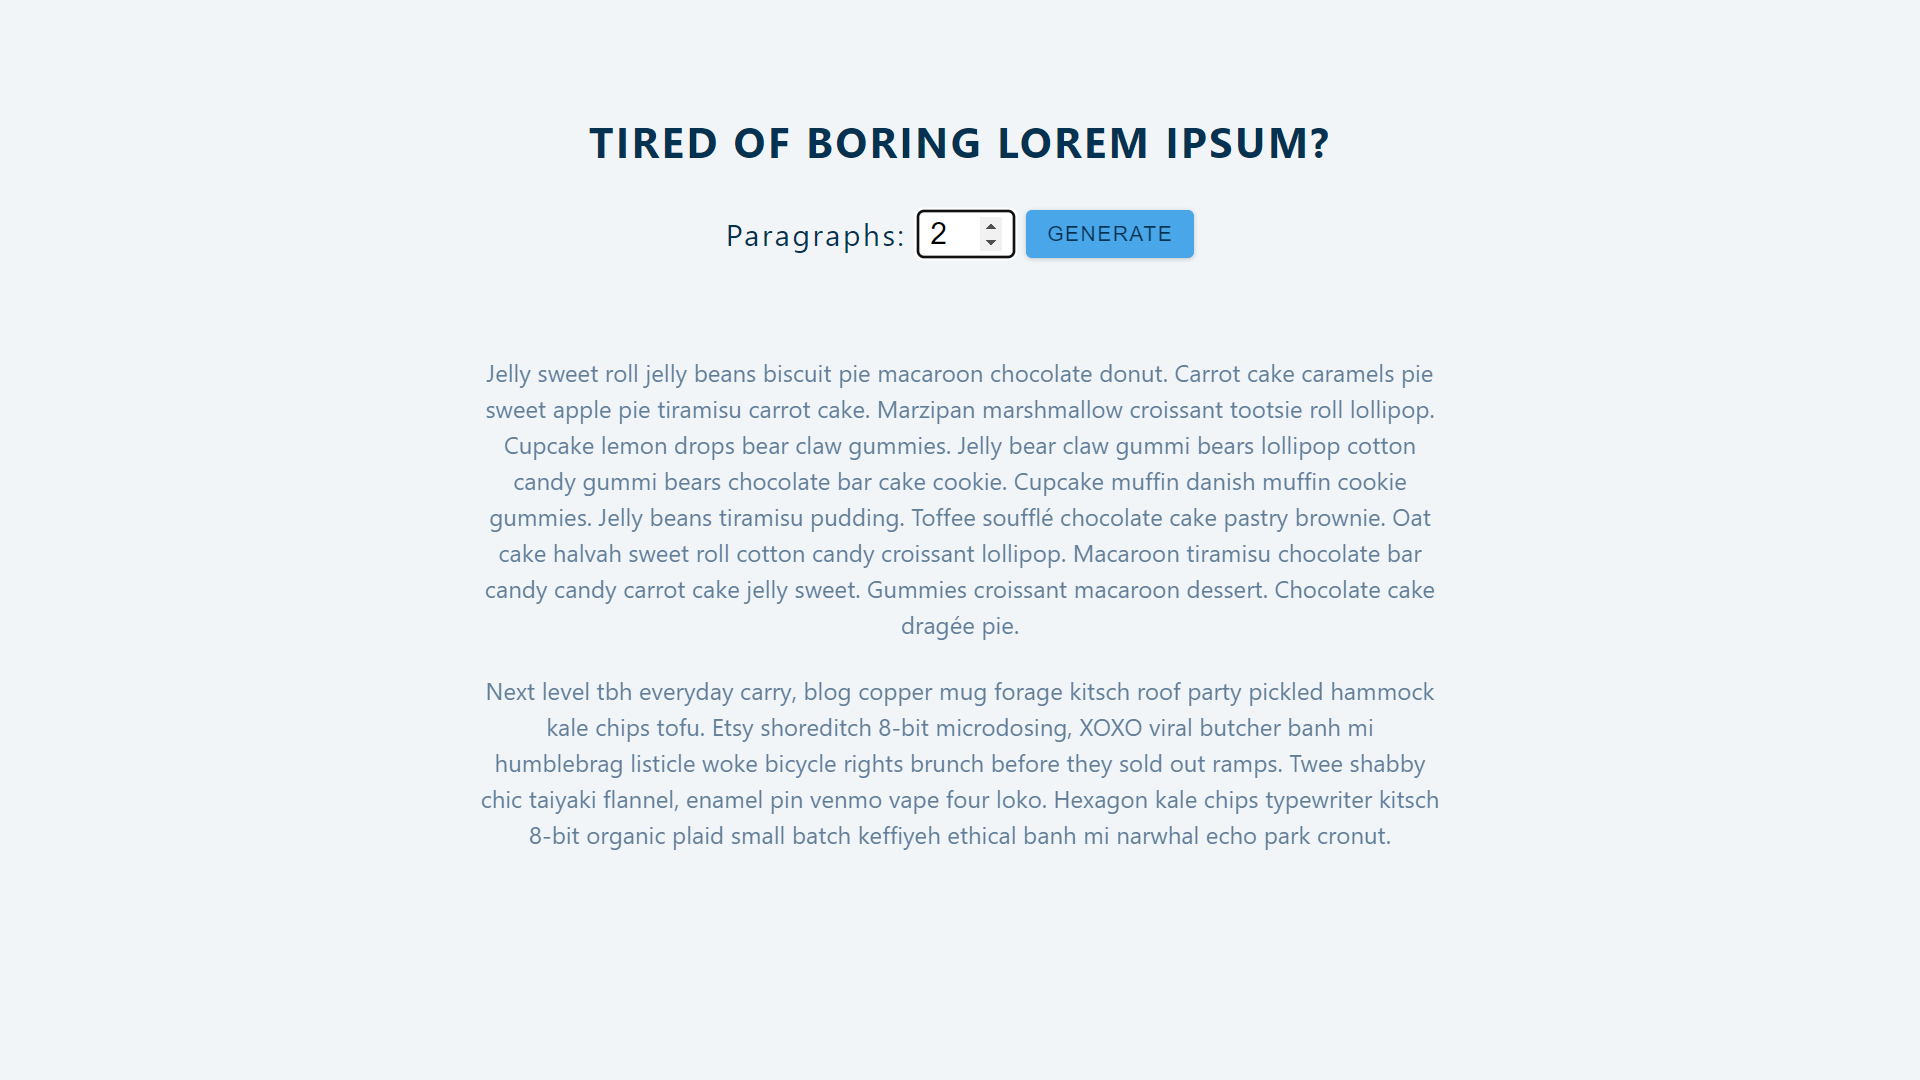 TIRED OF BORING LOREM IPSUM?
Paragraphs: 2 GENERATE
Jelly sweet roll jelly beans biscuit pie macaroon chocolate donut. Carrot cake caramels pie
sweet apple pie tiramisu carrot cake. Marzipan marshmallow croissant tootsie roll lollipop.
Cupcake lemon drops bear claw gummies. Jelly bear claw gummi bears lollipop cotton
candy gummi bears chocolate bar cake cookie. Cupcake muffin danish muffin cookie
gummies. Jelly beans tiramisu pudding. Toffee soufflé chocolate cake pastry brownie. Oat
cake halvah sweet roll cotton candy croissant lollipop. Macaroon tiramisu chocolate bar
candy candy carrot cake jelly sweet. Gummies croissant macaroon dessert. Chocolate cake
dragée pie.
Next level tbh everyday carry, blog copper mug forage kitsch roof party pickled hammock
kale chips tofu. Etsy shoreditch 8-bit microdosing, XOXO viral butcher banh mi
humblebrag listicle woke bicycle rights brunch before they sold out ramps. Twee shabby
chic taiyaki flannel, enamel pin venmo vape four loko. Hexagon kale chips typewriter kitsch
8-bit organic plaid small batch keffiyeh ethical banh mi narwhal echo park cronut.